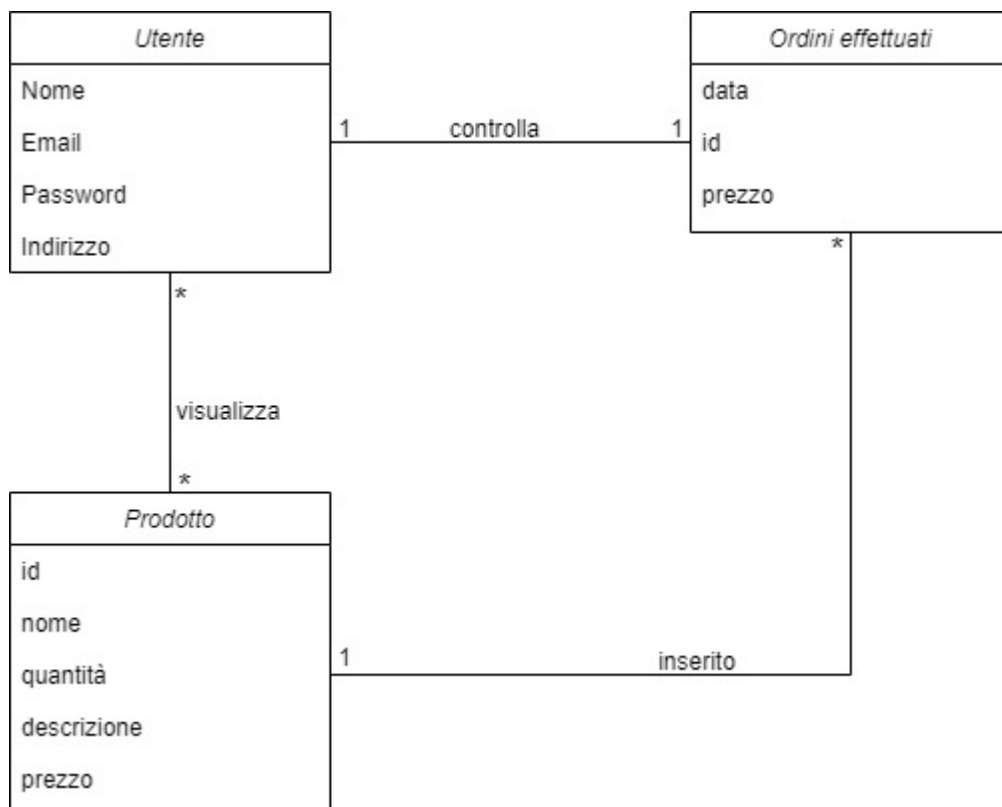 Utente
Nome
Email
Password
Indirizzo
1 controlla 1
Ordini effettuati
data
id
prezzo
*
*
visualizza
*
Prodotto
id
nome
quantità
descrizione
prezzo
1 inserito